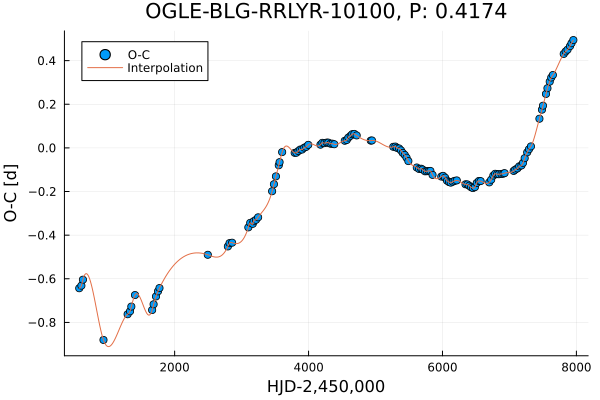 OGLE-BLG-RRLYR-10100, P: 0.4174
O-C
Interpolation
O-C [d]
0.4
0.2
0.0
−0.2
−0.4
−0.6
−0.8
2000
4000
6000
8000
HJD-2,450,000